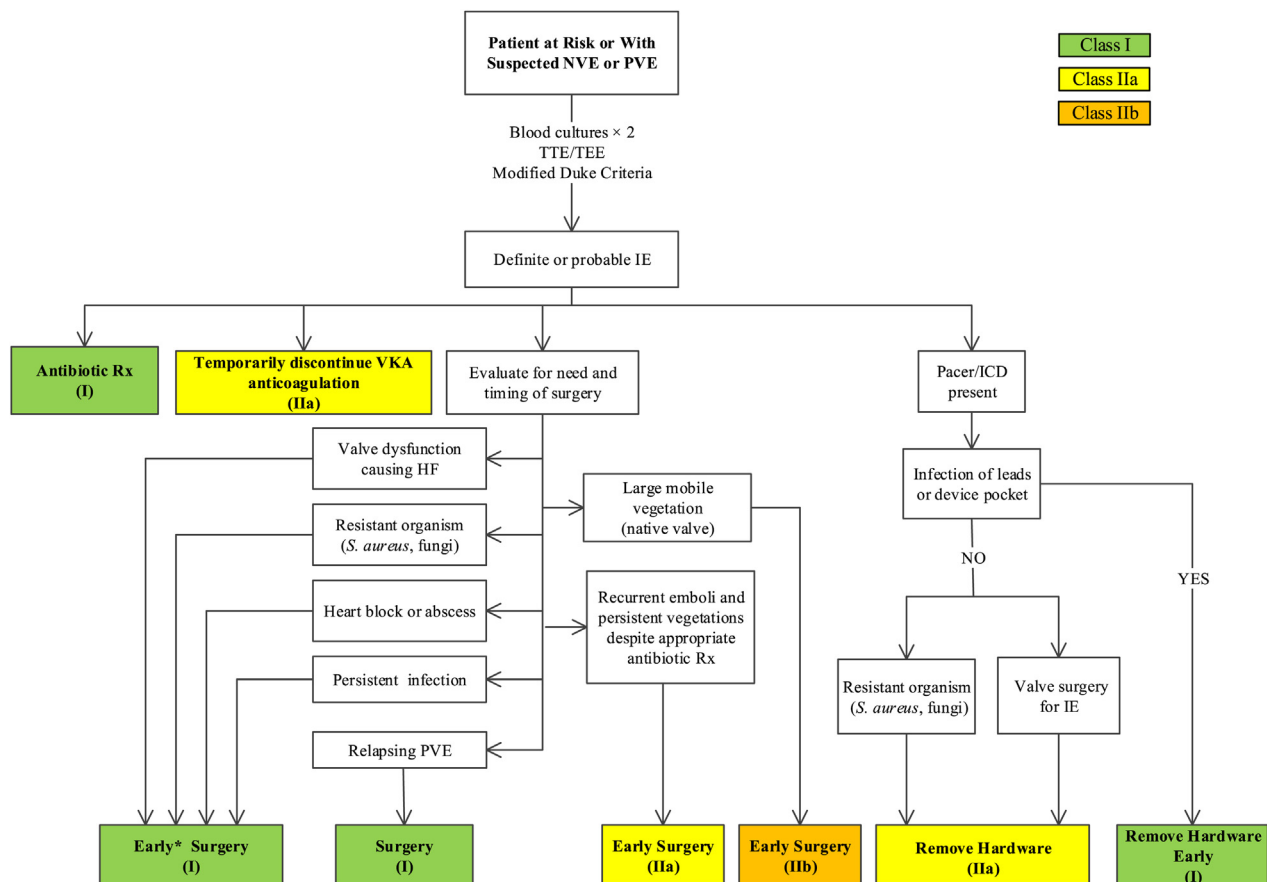 Patient at Risk or With
Suspected NVE or PVE
Class I
Class IIa
Class IIb
Blood cultures × 2
TTE/TEE
Modified Duke Criteria
Definite or probable IE
Antibiotic Rx
(I)
Temporarily discontinue VKA
anticoagulation
(IIa)
Evaluate for need and
timing of surgery
Pacer/ICD
present
Valve dysfunction
causing HF
Infection of leads
or device pocket
Large mobile
vegetation
(native valve)
Resistant organism
(S. aureus, fungi)
NO
YES
Heart block or abscess
Recurrent emboli and
persistent vegetations
despite appropriate
antibiotic Rx
Persistent infection
Resistant organism
(S. aureus, fungi)
Valve surgery
for IE
Relapsing PVE
Early* Surgery
(I)
Surgery
(I)
Early Surgery
(IIa)
Early Surgery
(IIb)
Remove Hardware
(IIa)
Remove Hardware
Early
(I)